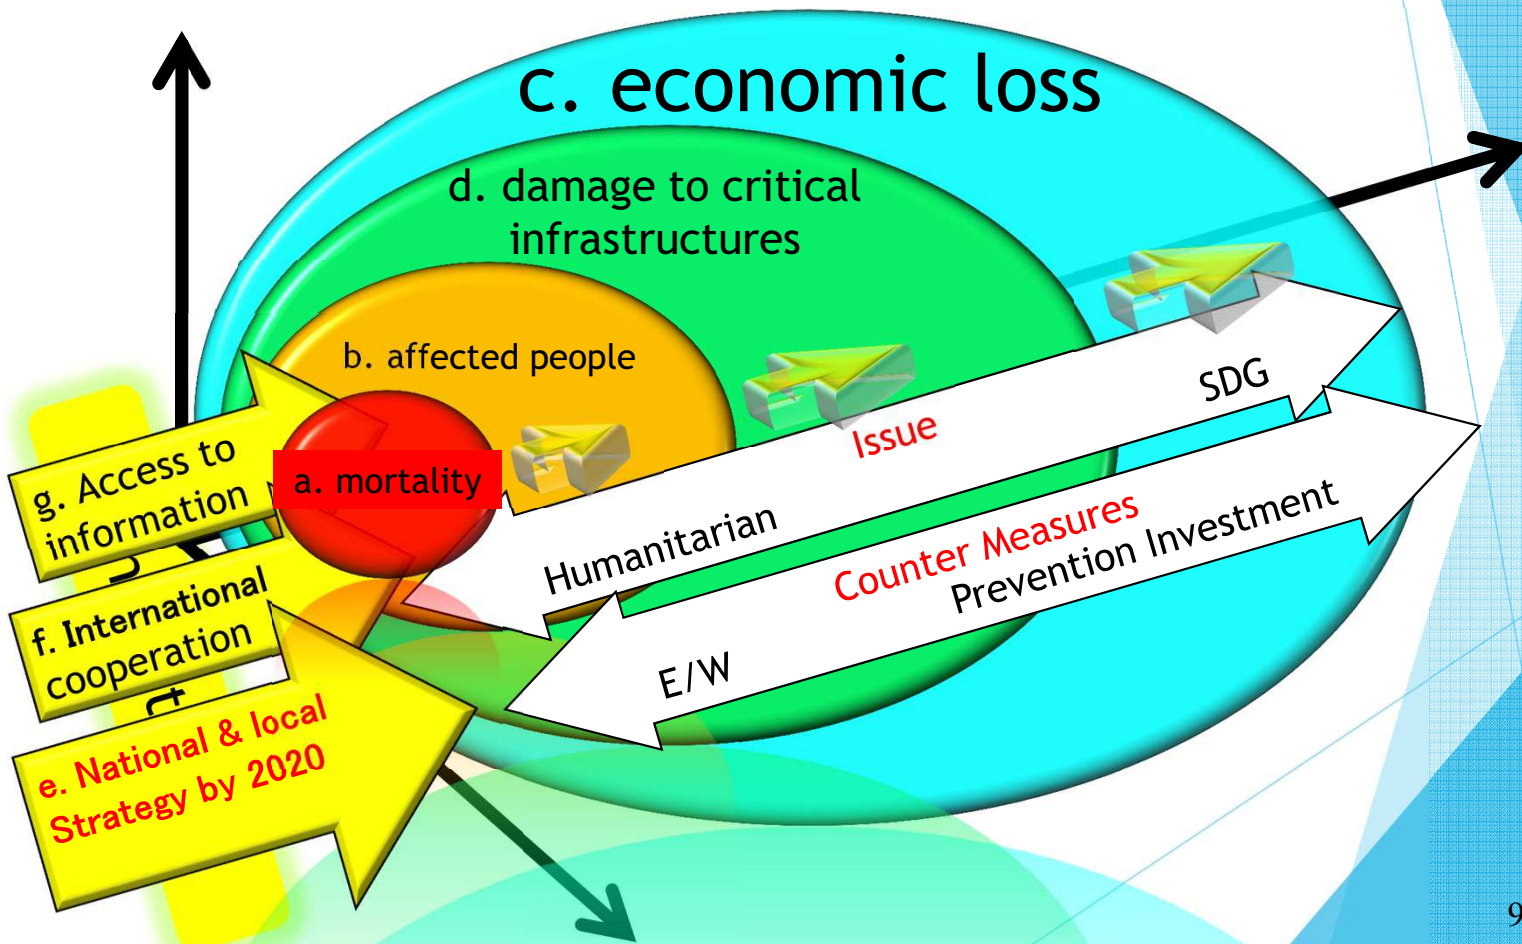 c. economic loss
d. damage to critical
infrastructures
b. affected people
a. mortality
g. Access to
information
f. International
cooperation
e. National & local
Strategy by 2020
Issue
SDG
Humanitarian
Counter Measures
Prevention Investment
E/W
9